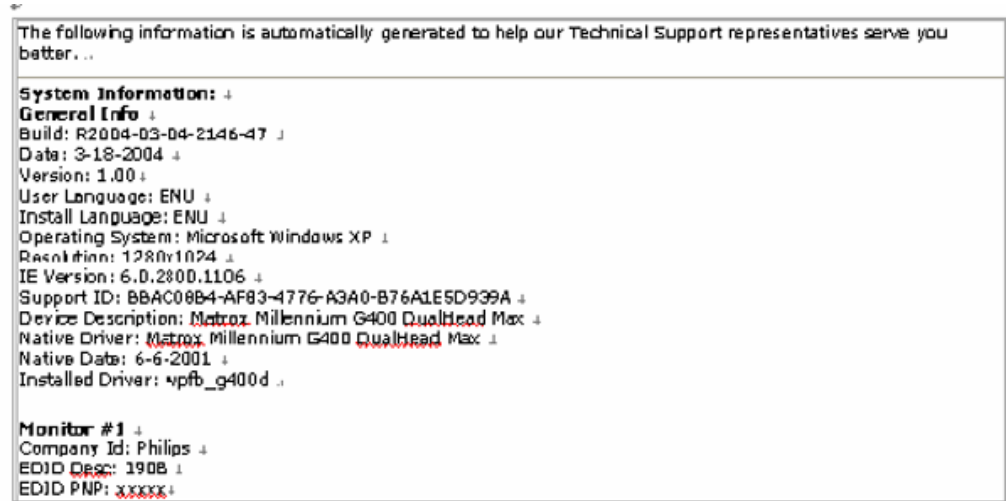 The following information is automatically generated to help our Technical Support representatives serve you
better...
System Information:
General Info
Build: R2004-03-04-2146-47
Date: 3-18-2004
Version: 1.00
User Language: ENU
Install Language: ENU
Operating System: Microsoft Windows XP
Resolution: 1280x1024
IE Version: 6.0.2800.1106
Support ID: BBAC08B4-AF83-4776-A3A0-B76A1E5D939A
Device Description: Matrox Millennium G400 DualHead Max
Native Driver: Matrox Millennium G400 DualHead Max
Native Date: 6-6-2001
Installed Driver: vpfb_g400d
Monitor #1
Company Id: Philips
EDID Desc: 190B
EDID PNP: xxxxx